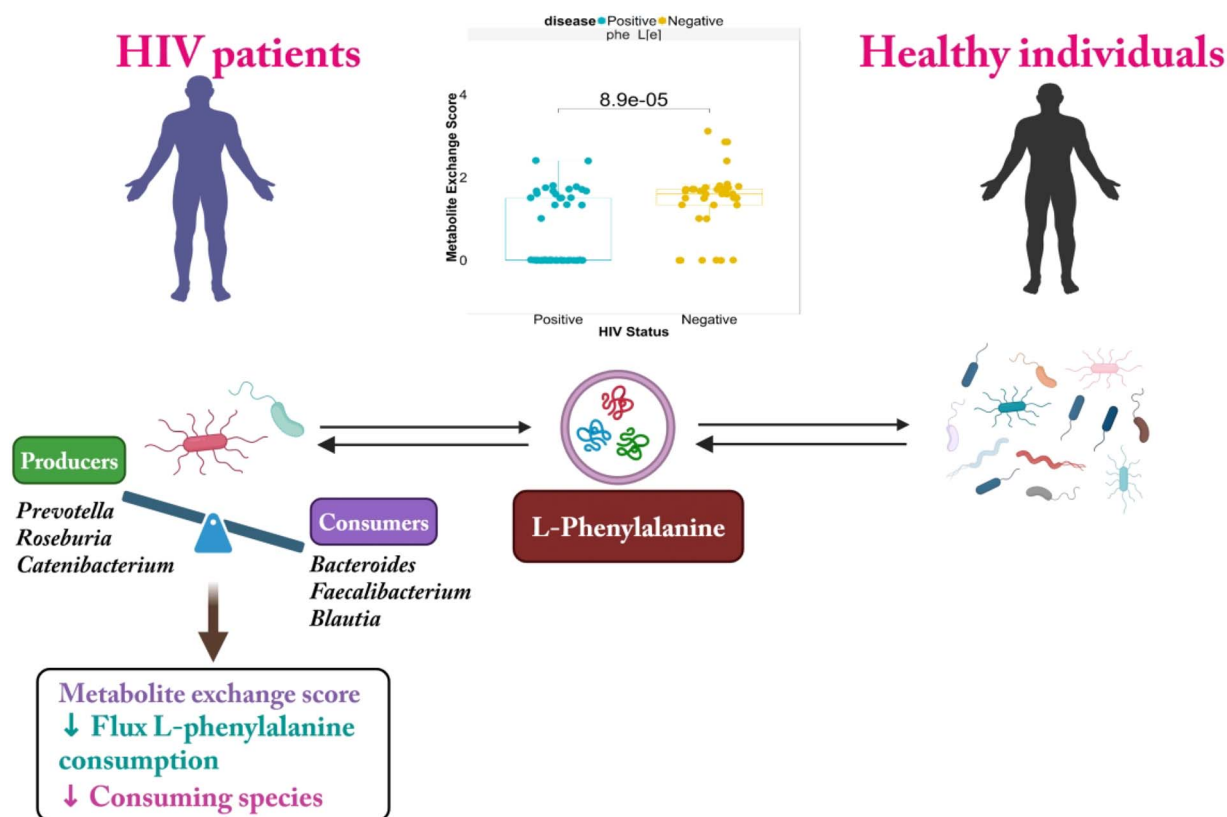 HIV patients
disease Positive Negative
phe_L[e]
Healthy individuals
Metabolite Exchange Score
4
2
0
8.9e-05
Positive
Negative
HIV Status
Producers
Prevotella
Roseburia
Catenibacterium
Consumers
Bacteroides
Faecalibacterium
Blautia
L-Phenylalanine
Metabolite exchange score
↓ Flux L-phenylalanine
consumption
↓ Consuming species